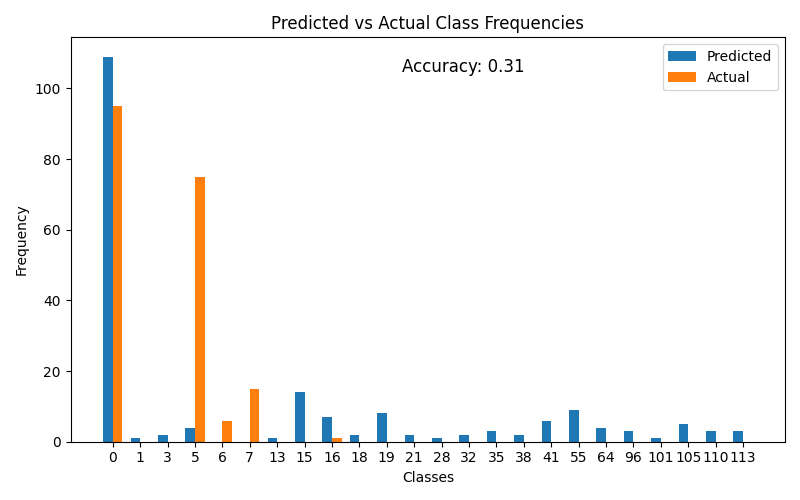 Predicted vs Actual Class Frequencies
Accuracy: 0.31
Predicted
Actual
Frequency
100
80
60
40
20
0
0 1 3 5 6 7 13 15 16 18 19 21 28 32 35 38 41 55 64 96 101 105 110 113
Classes